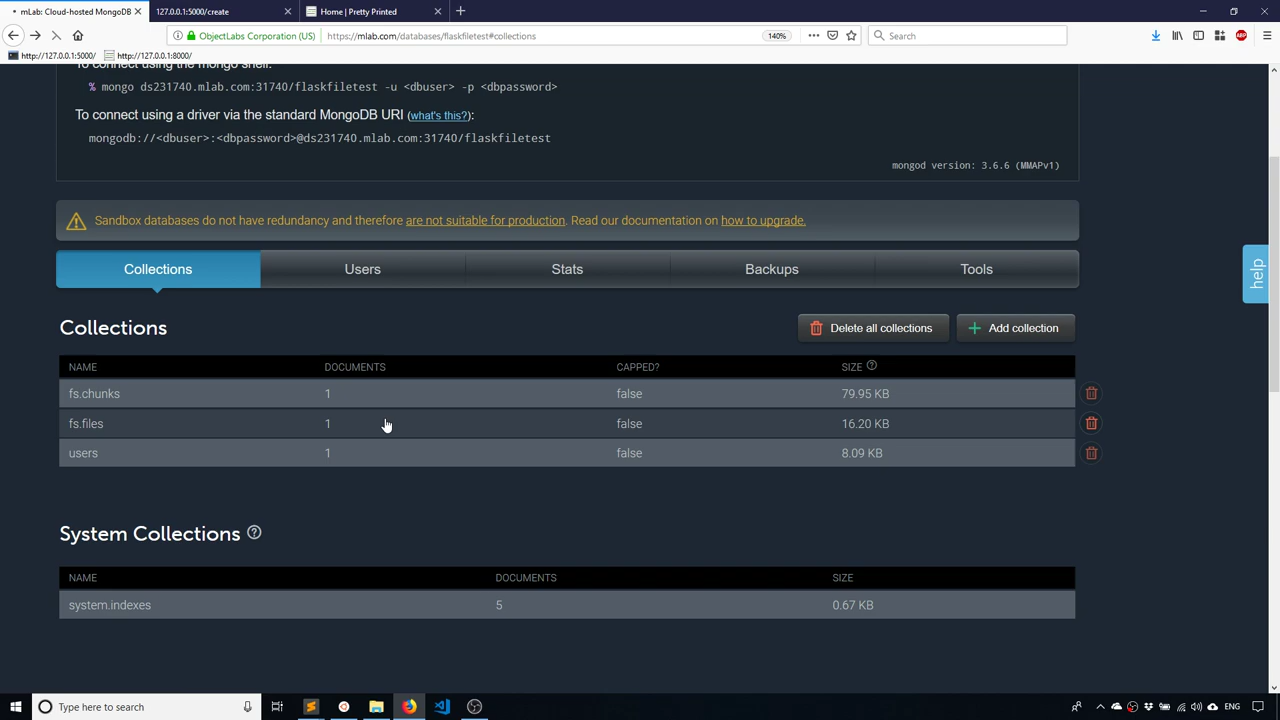 mLab: Cloud-hosted MongoDB
127.0.0.1:5000/create
Home | Pretty Printed
ObjectLabs Corporation (US)
https://mlab.com/databases/flaskfiletest#collections
140%
Search
http://127.0.0.1:5000/
http://127.0.0.1:8000/
To connect using the mongo shell:
% mongo ds231740.mlab.com:31740/flaskfiletest -u <dbuser> -p <dbpassword>
To connect using a driver via the standard MongoDB URI (what's this?):
mongodb://<dbuser>:<dbpassword>@ds231740.mlab.com:31740/flaskfiletest
mongod version: 3.6.6 (MMAPv1)
Sandbox databases do not have redundancy and therefore are not suitable for production. Read our documentation on how to upgrade.
help
Collections Users Stats Backups Tools
Collections
Delete all collections
Add collection
NAME DOCUMENTS CAPPED? SIZE ?
fs.chunks 1 false 79.95 KB
fs.files 1 false 16.20 KB
users 1 false 8.09 KB
System Collections ?
NAME DOCUMENTS SIZE
system.indexes 5 0.67 KB
Type here to search
ENG